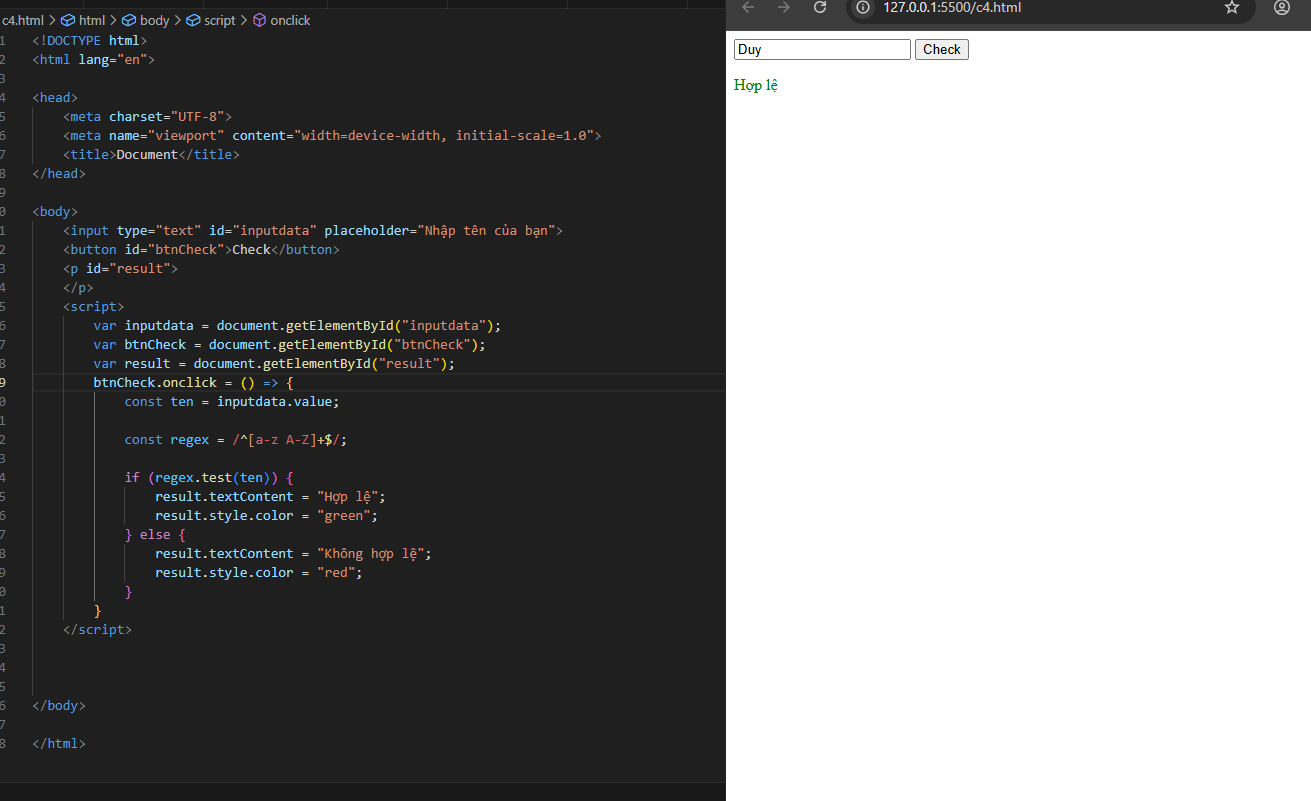 c4.html > html > body > script > onclick
1 <!DOCTYPE html>
2 <html lang="en">
3
4 <head>
5 <meta charset="UTF-8">
6 <meta name="viewport" content="width=device-width, initial-scale=1.0">
7 <title>Document</title>
8 </head>
9
0 <body>
1 <input type="text" id="inputdata" placeholder="Nhập tên của bạn">
2 <button id="btnCheck">Check</button>
3 <p id="result">
4 </p>
5 <script>
6 var inputdata = document.getElementById("inputdata");
7 var btnCheck = document.getElementById("btnCheck");
8 var result = document.getElementById("result");
9 btnCheck.onclick = () => {
0 const ten = inputdata.value;
1
2 const regex = /^[a-z A-Z]+$/;
3
4 if (regex.test(ten)) {
5 result.textContent = "Hợp lệ";
6 result.style.color = "green";
7 } else {
8 result.textContent = "Không hợp lệ";
9 result.style.color = "red";
0 }
1 }
2 </script>
3
4
5
6 </body>
7
8 </html>
127.0.0.1:5500/c4.html
Duy Check
Hợp lệ